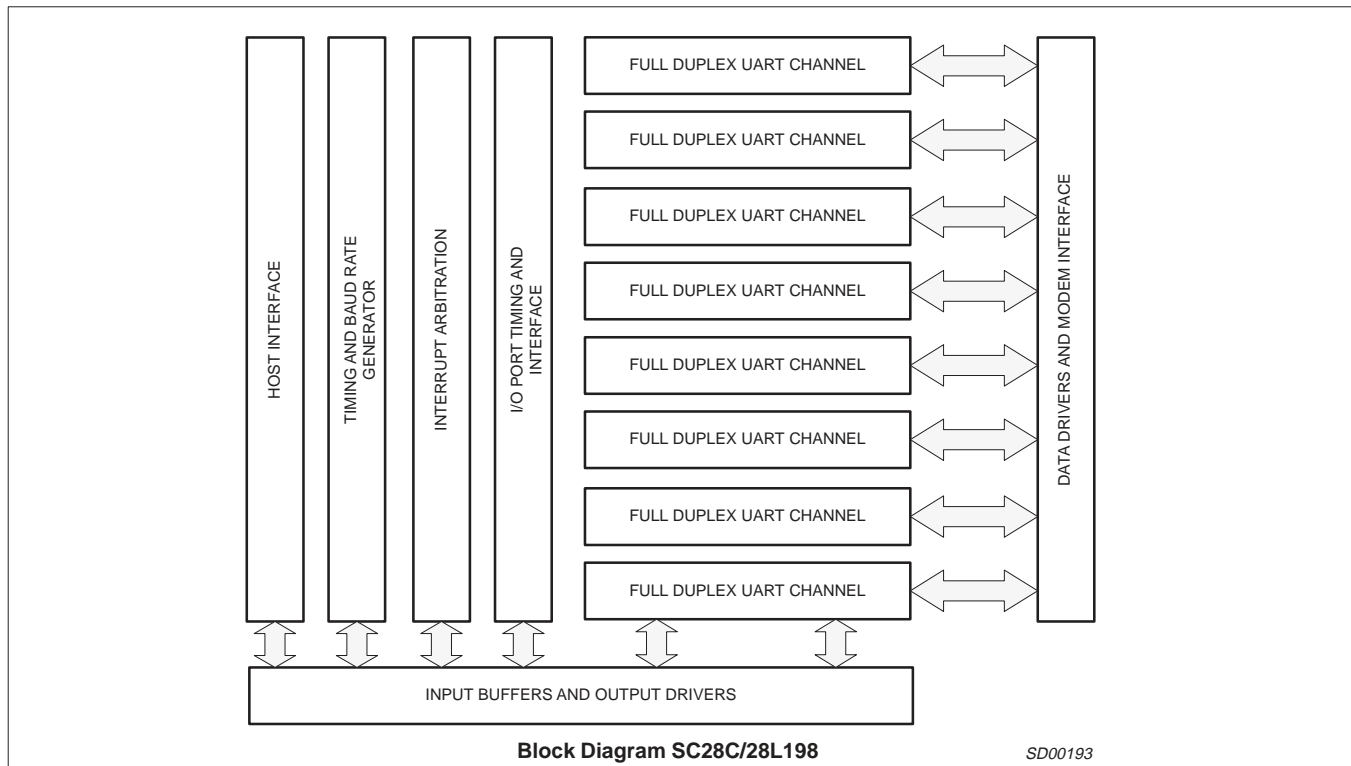 HOST INTERFACE
TIMING AND BAUD RATE
GENERATOR
INTERRUPT ARBITRATION
I/O PORT TIMING AND
INTERFACE
FULL DUPLEX UART CHANNEL
FULL DUPLEX UART CHANNEL
FULL DUPLEX UART CHANNEL
FULL DUPLEX UART CHANNEL
FULL DUPLEX UART CHANNEL
FULL DUPLEX UART CHANNEL
FULL DUPLEX UART CHANNEL
FULL DUPLEX UART CHANNEL
DATA DRIVERS AND MODEM INTERFACE
INPUT BUFFERS AND OUTPUT DRIVERS
Block Diagram SC28C/28L198
SD00193